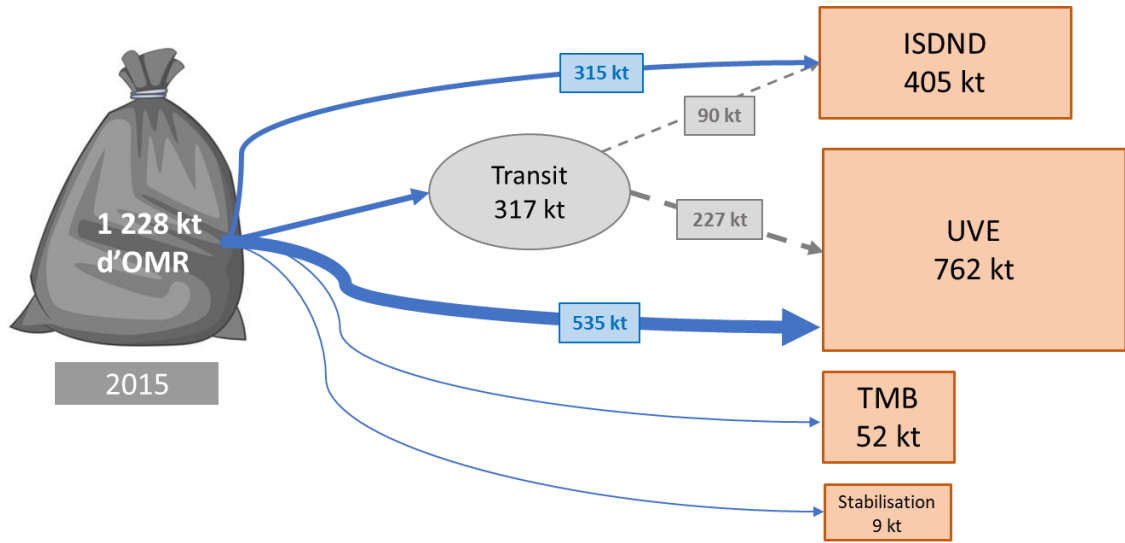 1 228 kt
d'OMR
2015
315 kt
90 kt
Transit
317 kt
227 kt
535 kt
ISDND
405 kt
UVE
762 kt
TMB
52 kt
Stabilisation
9 kt